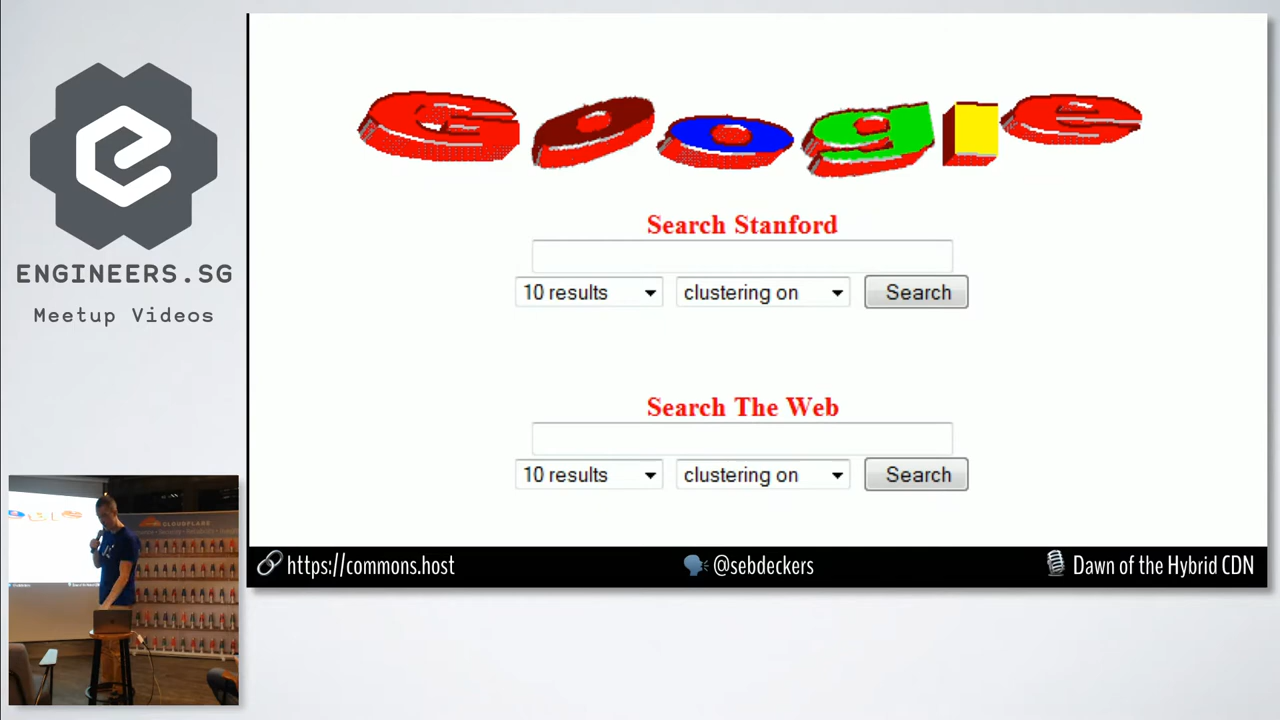 Google
Search Stanford
10 results
clustering on
Search
Search The Web
10 results
clustering on
Search
https://commons.host
@sebdeckers
Dawn of the Hybrid CDN
ENGINEERS.SG
Meetup Videos
CLOUDFLARE